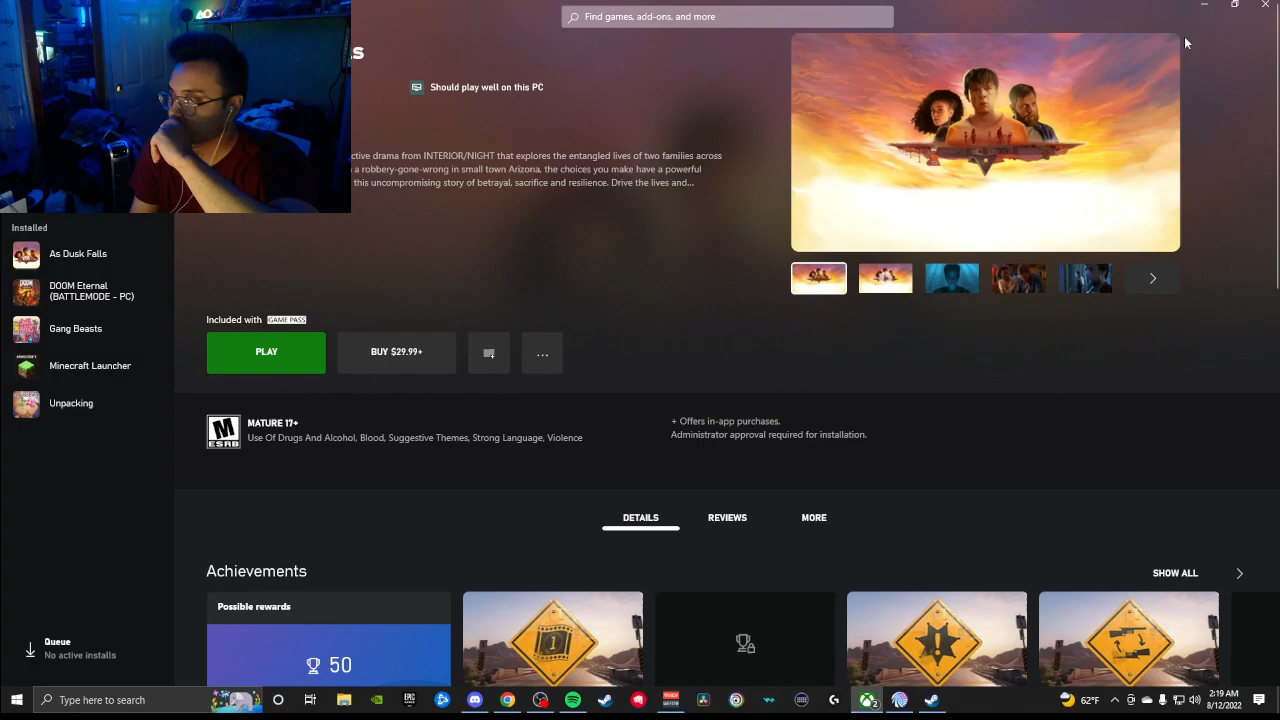 Find games, add-ons, and more
Should play well on this PC
ctive drama from INTERIOR/NIGHT that explores the entangled lives of two families across
a robbery-gone-wrong in small town Arizona, the choices you make have a powerful
this uncompromising story of betrayal, sacrifice and resilience. Drive the lives and...
Installed
As Dusk Falls
DOOM Eternal
(BATTLEMODE - PC)
Gang Beasts
Minecraft Launcher
Unpacking
Included with GAME PASS
PLAY
BUY $29.99+
...
MATURE 17+
Use Of Drugs And Alcohol, Blood, Suggestive Themes, Strong Language, Violence
M
ESRB
+ Offers in-app purchases.
Administrator approval required for installation.
DETAILS
REVIEWS
MORE
Achievements
SHOW ALL
Possible rewards
50
1
Queue
No active installs
Type here to search
EPIC
GAMES
2
62°F
2:19 AM
8/12/2022